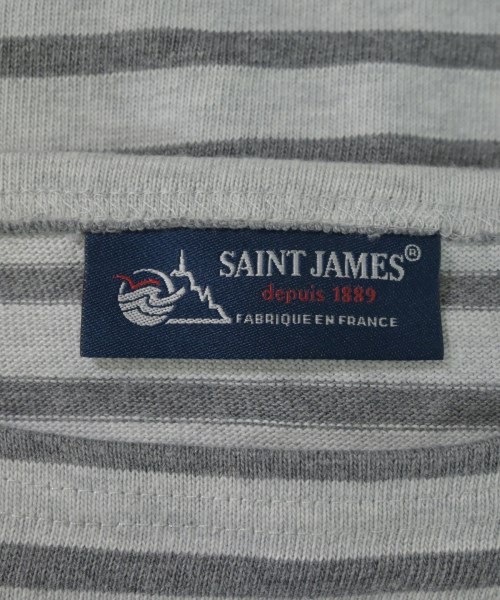 SAINT JAMES®
depuis 1889
FABRIQUE EN FRANCE